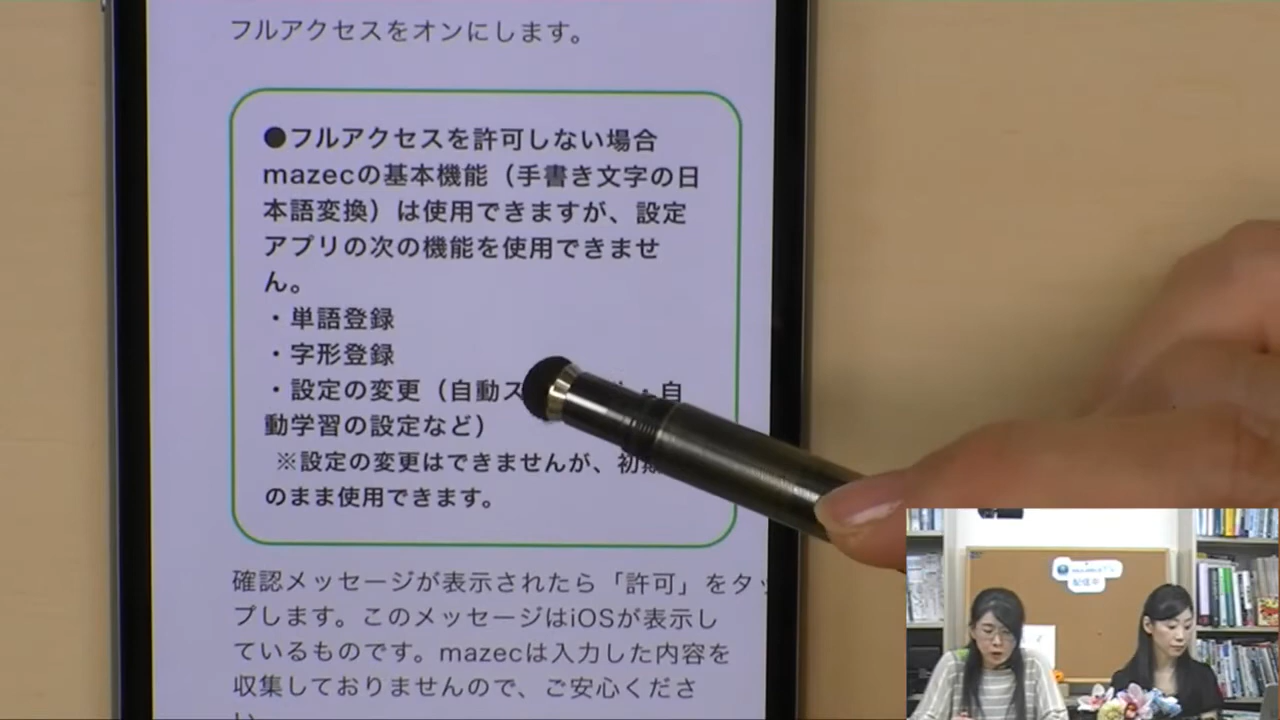 フルアクセスをオンにします。
●フルアクセスを許可しない場合
mazecの基本機能（手書き文字の日
本語変換）は使用できますが、設定
アプリの次の機能を使用できませ
ん。
・単語登録
・字形登録
・設定の変更（自動ス・自
動学習の設定など）
※設定の変更はできませんが、初期
のまま使用できます。
確認メッセージが表示されたら「許可」をタッ
プします。このメッセージはiOSが表示し
ているものです。mazecは入力した内容を
収集しておりませんので、ご安心くださ
い。
配信中